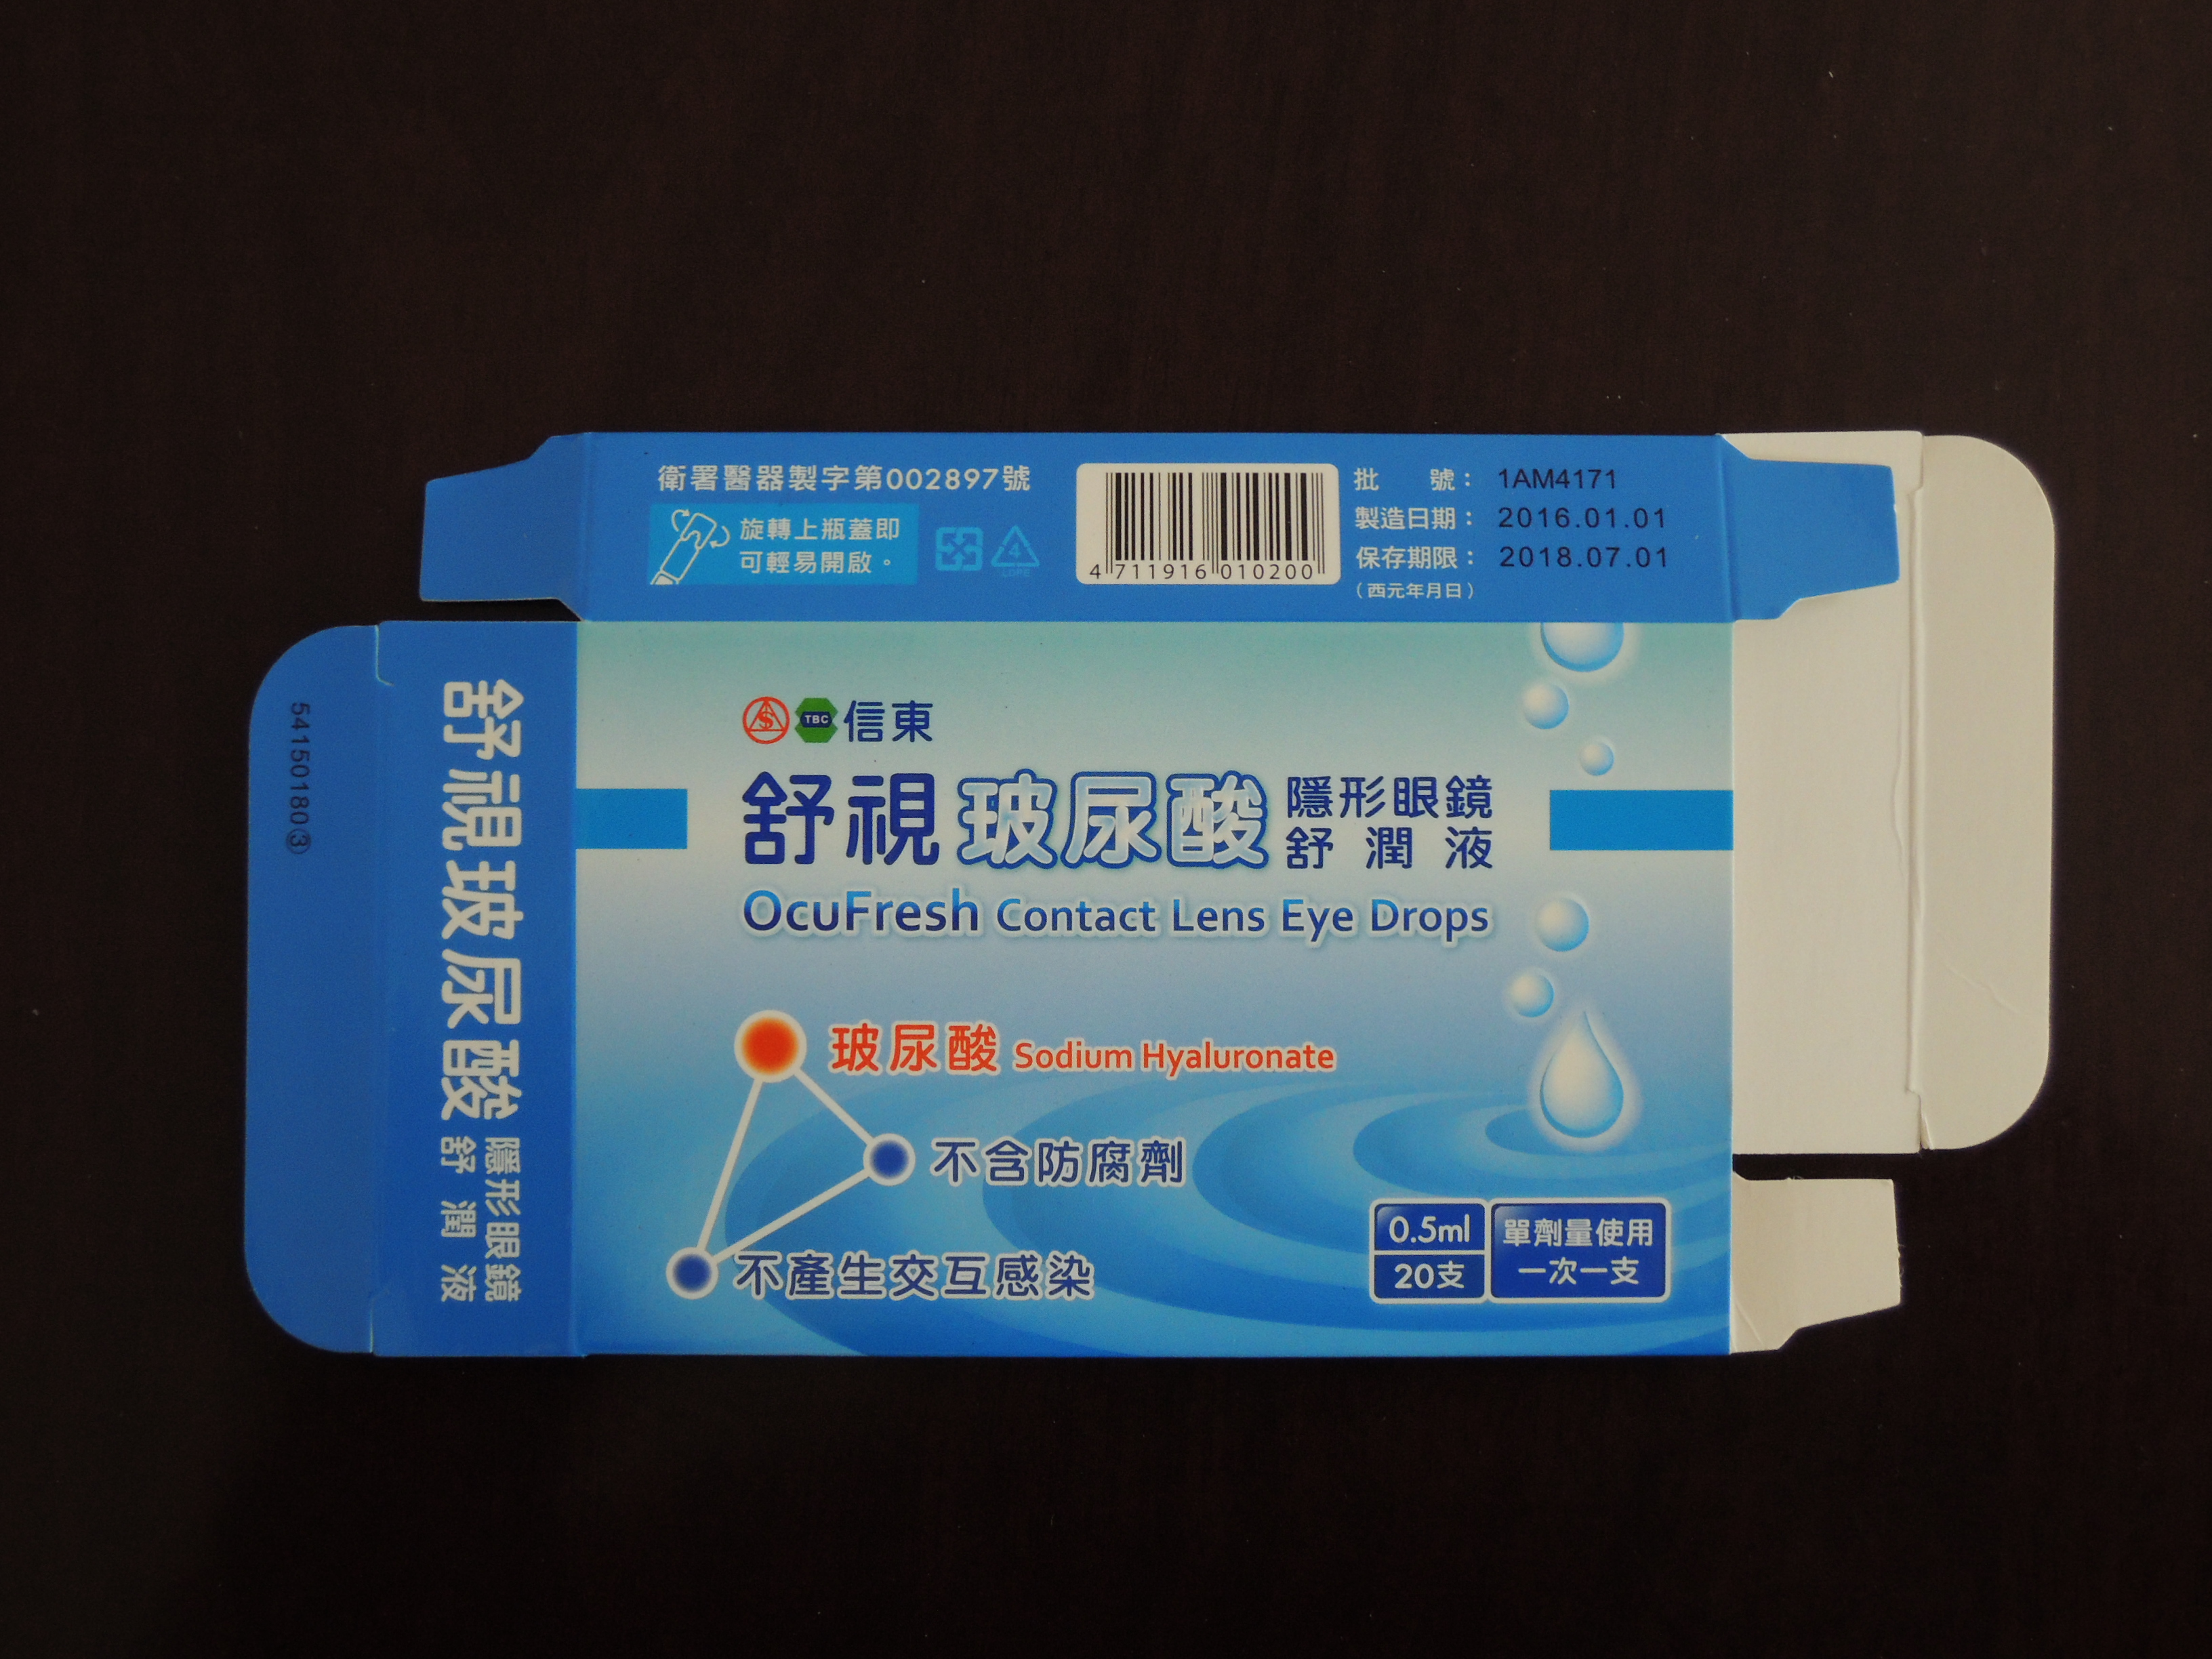 衛署醫器製字第002897號
旋轉上瓶蓋即
可輕易開啟。
4
LDPE
4 711916 010200
批 號： 1AM4171
製造日期： 2016.01.01
保存期限： 2018.07.01
（西元年月日）
54150180③
舒視玻尿酸 隱形眼鏡
舒潤液
TBC 信東
舒視玻尿酸 隱形眼鏡
舒潤液
OcuFresh Contact Lens Eye Drops
玻尿酸 Sodium Hyaluronate
不含防腐劑
不產生交互感染
0.5ml
20支
單劑量使用
一次一支